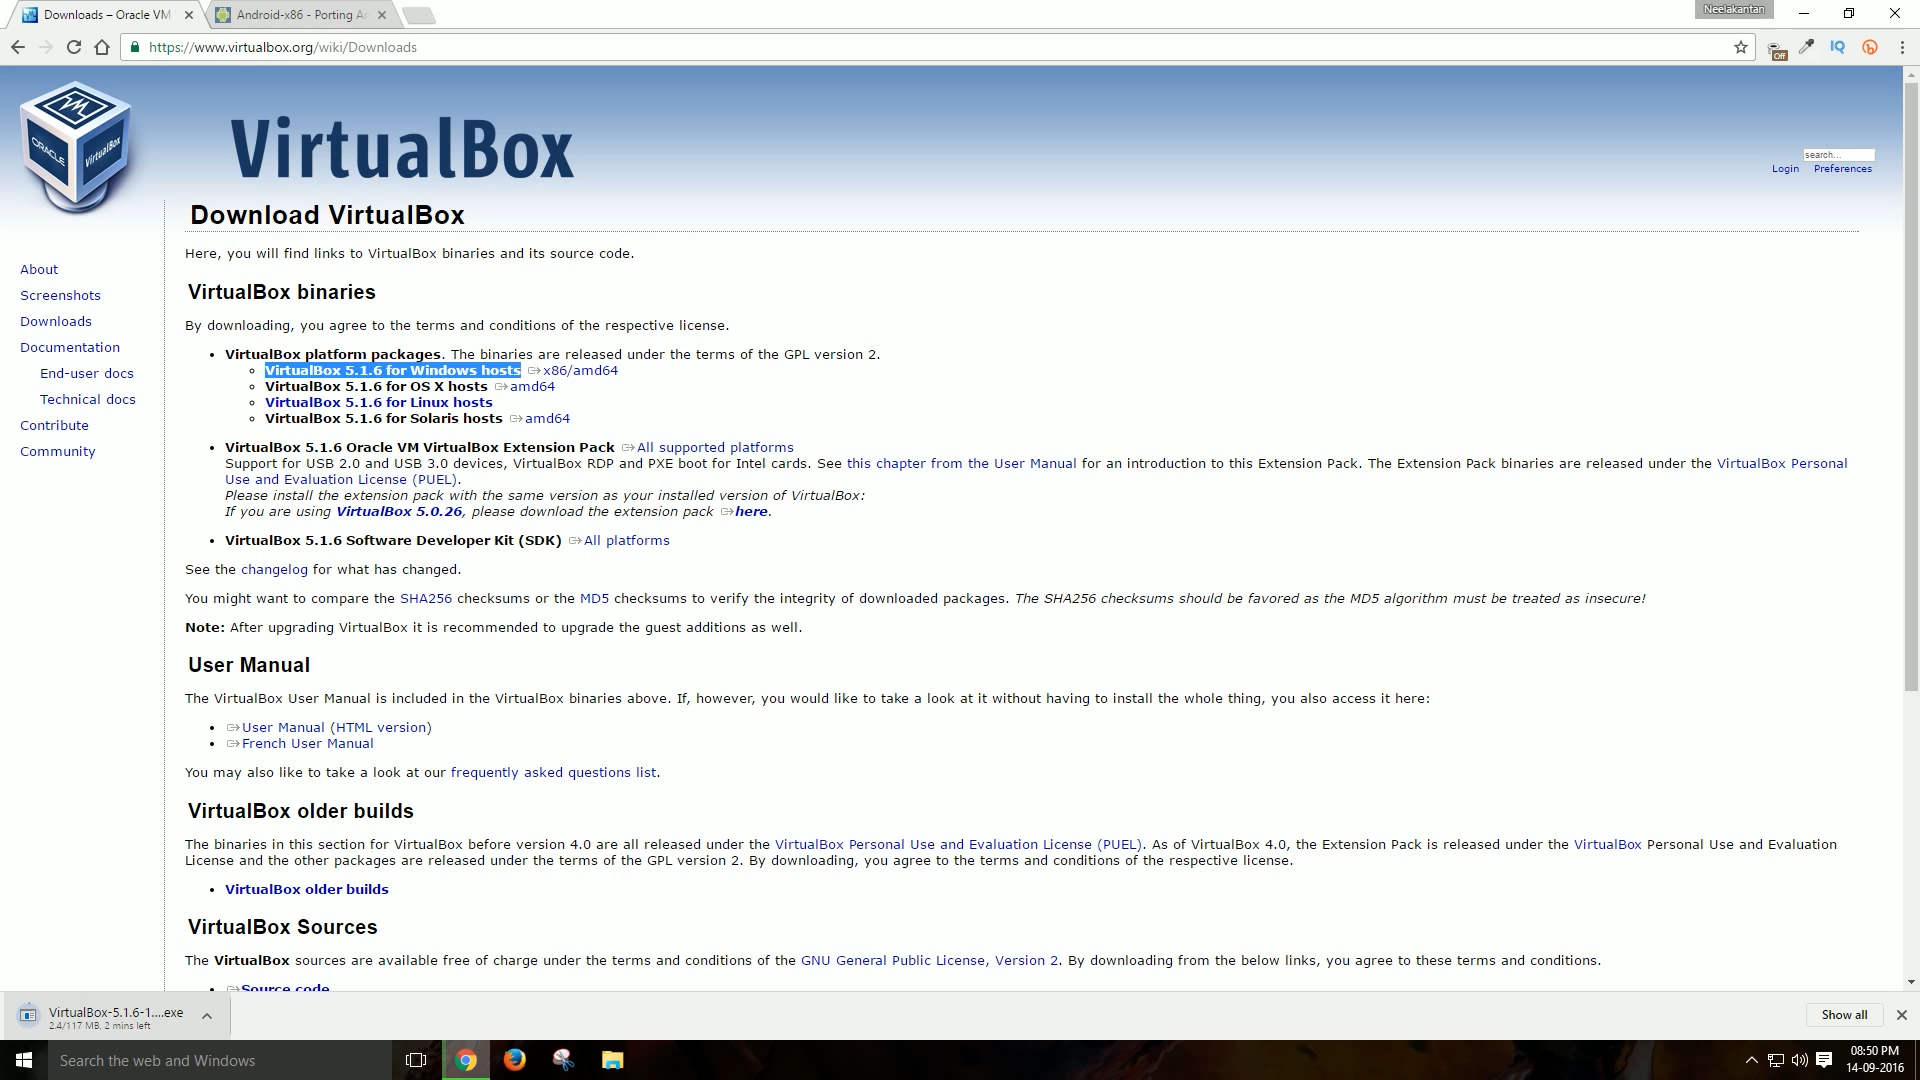 Downloads – Oracle VM
Android-x86 - Porting A
Neelakantan
https://www.virtualbox.org/wiki/Downloads
Off
IQ
ORACLE
VirtualBox
VM
VirtualBox
search...
Login Preferences
Download VirtualBox
Here, you will find links to VirtualBox binaries and its source code.
About
Screenshots
Downloads
Documentation
End-user docs
Technical docs
Contribute
Community
VirtualBox binaries
By downloading, you agree to the terms and conditions of the respective license.
VirtualBox platform packages. The binaries are released under the terms of the GPL version 2.
VirtualBox 5.1.6 for Windows hosts x86/amd64
VirtualBox 5.1.6 for OS X hosts amd64
VirtualBox 5.1.6 for Linux hosts
VirtualBox 5.1.6 for Solaris hosts amd64
VirtualBox 5.1.6 Oracle VM VirtualBox Extension Pack All supported platforms
Support for USB 2.0 and USB 3.0 devices, VirtualBox RDP and PXE boot for Intel cards. See this chapter from the User Manual for an introduction to this Extension Pack. The Extension Pack binaries are released under the VirtualBox Personal
Use and Evaluation License (PUEL).
Please install the extension pack with the same version as your installed version of VirtualBox:
If you are using VirtualBox 5.0.26, please download the extension pack here.
VirtualBox 5.1.6 Software Developer Kit (SDK) All platforms
See the changelog for what has changed.
You might want to compare the SHA256 checksums or the MD5 checksums to verify the integrity of downloaded packages. The SHA256 checksums should be favored as the MD5 algorithm must be treated as insecure!
Note: After upgrading VirtualBox it is recommended to upgrade the guest additions as well.
User Manual
The VirtualBox User Manual is included in the VirtualBox binaries above. If, however, you would like to take a look at it without having to install the whole thing, you also access it here:
User Manual (HTML version)
French User Manual
You may also like to take a look at our frequently asked questions list.
VirtualBox older builds
The binaries in this section for VirtualBox before version 4.0 are all released under the VirtualBox Personal Use and Evaluation License (PUEL). As of VirtualBox 4.0, the Extension Pack is released under the VirtualBox Personal Use and Evaluation
License and the other packages are released under the terms of the GPL version 2. By downloading, you agree to the terms and conditions of the respective license.
VirtualBox older builds
VirtualBox Sources
The VirtualBox sources are available free of charge under the terms and conditions of the GNU General Public License, Version 2. By downloading from the below links, you agree to these terms and conditions.
Source code
VirtualBox-5.1.6-1....exe
2.4/117 MB, 2 mins left
Show all
Search the web and Windows
08:50 PM
14-09-2016